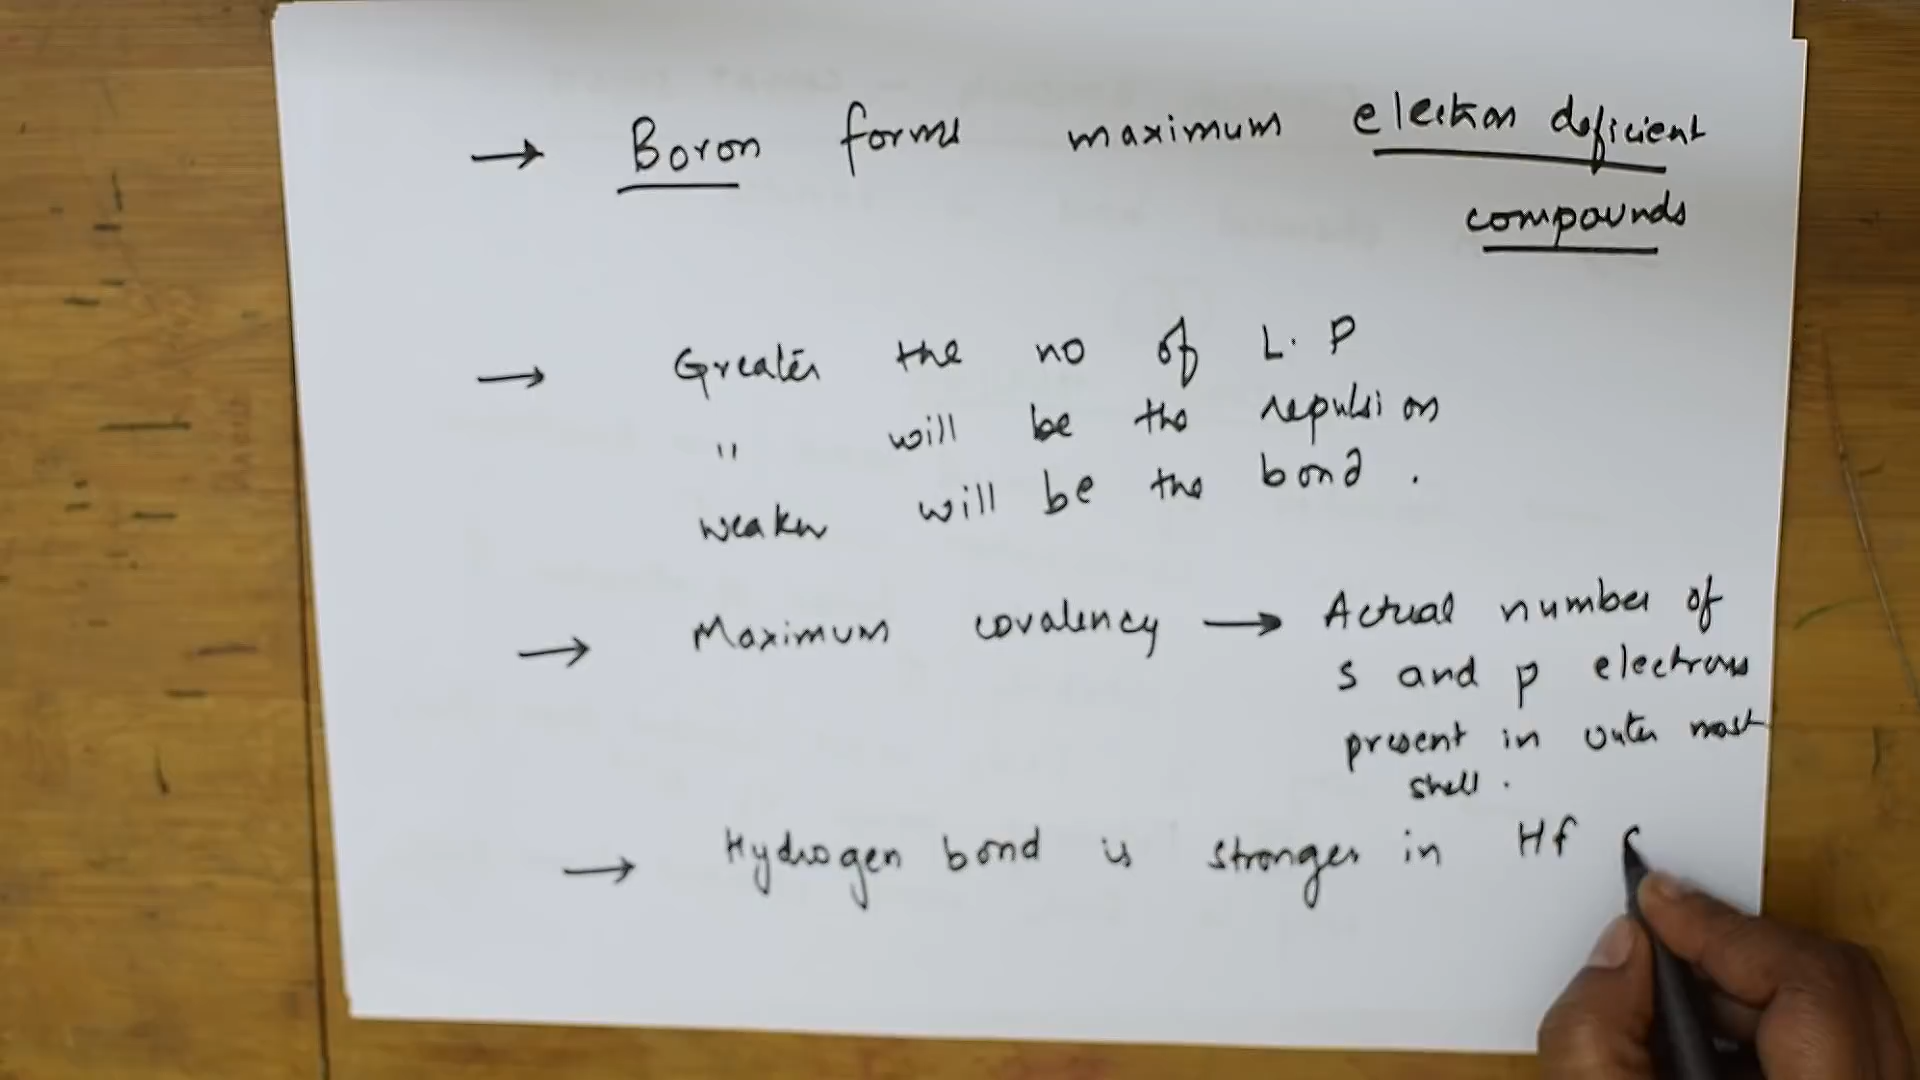 → Boron forms maximum electron deficient
compounds
→ Greater the no of L.P
" will be the repulsion
weaker will be the bond.
→ Maximum covalency → Actual number of
s and p electrons
present in outer most
shell.
→ Hydrogen bond is stronger in Hf